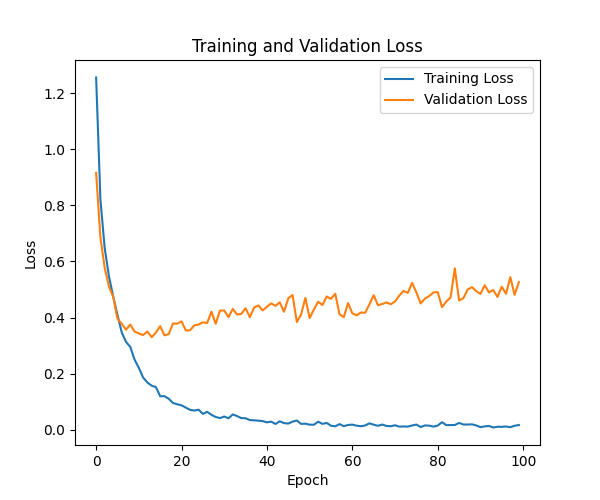 Training and Validation Loss
Training Loss
Validation Loss
1.2
1.0
0.8
0.6
0.4
0.2
0.0
Loss
0 20 40 60 80 100
Epoch